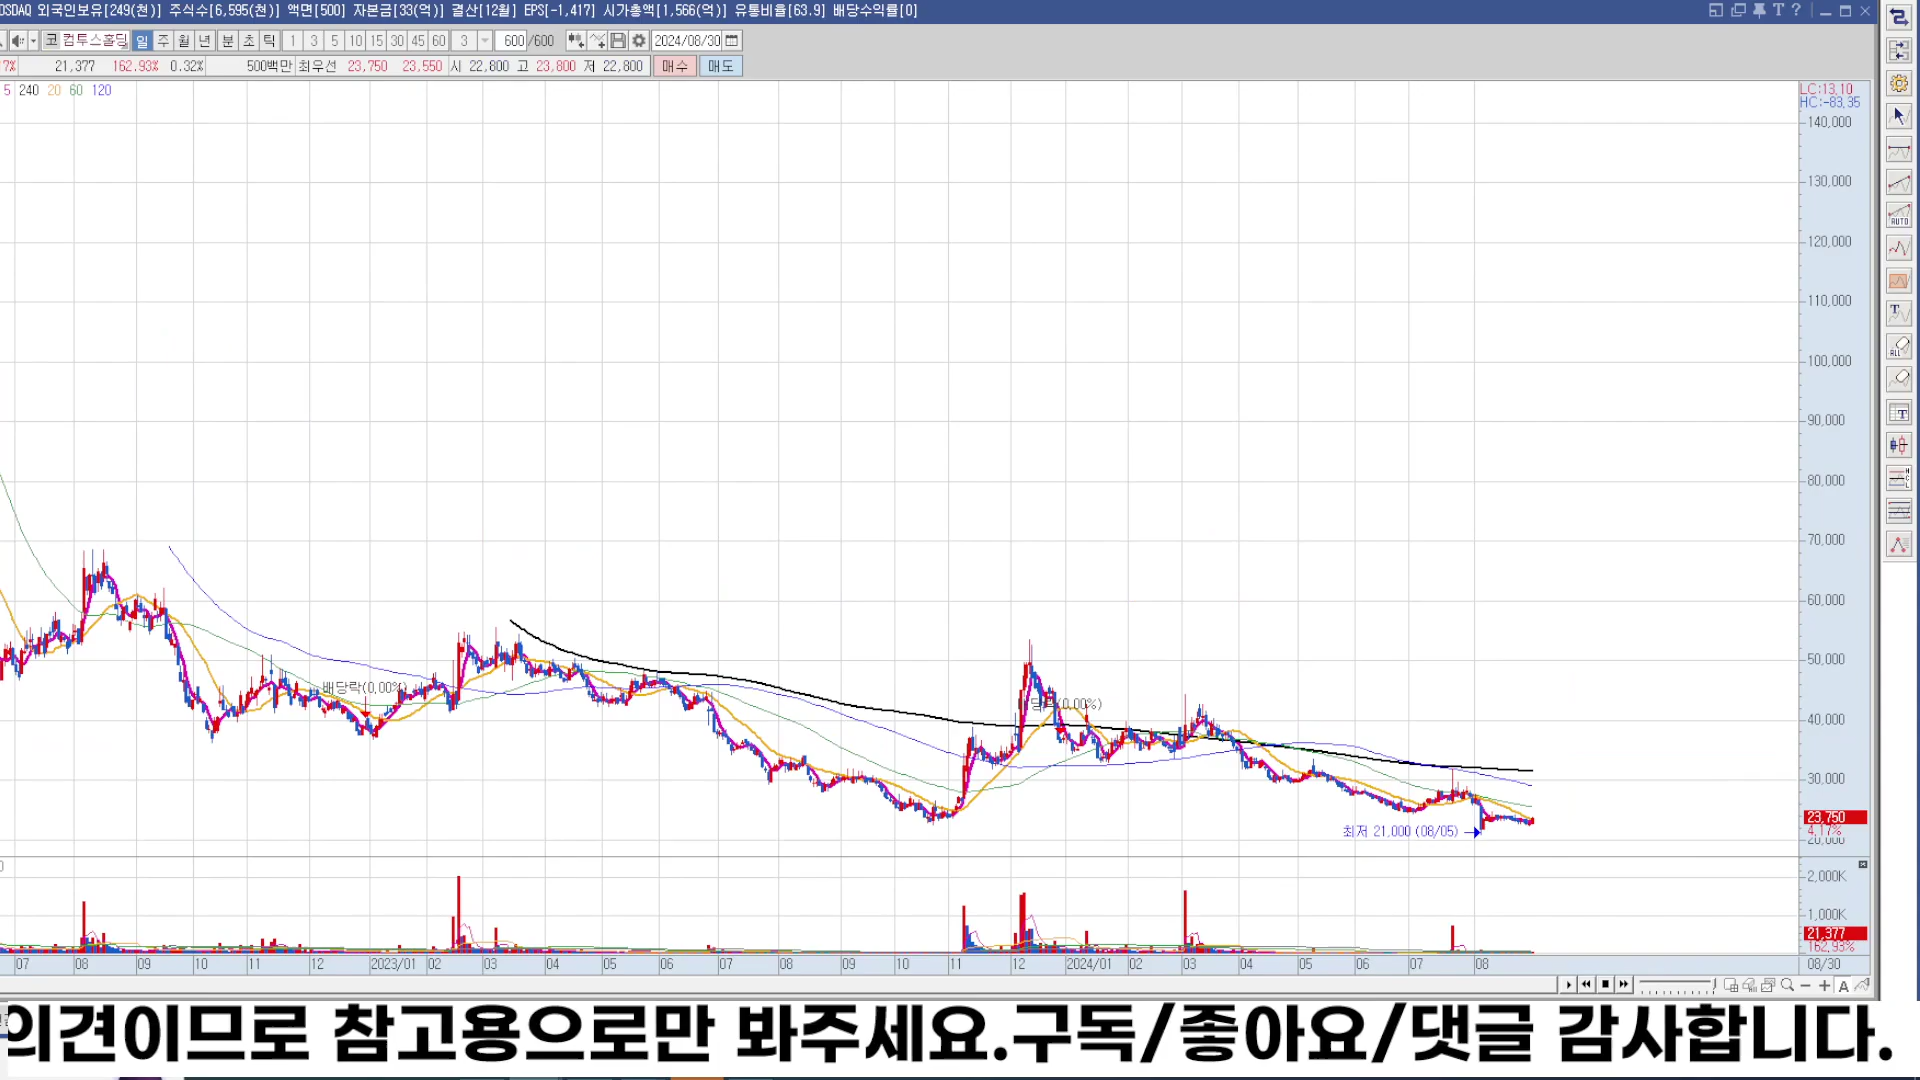 외국인보유[249(천)] 주식수[6,595(천)] 액면[500] 자본금[33(억)] 결산[12월] EPS[-1,417] 시가총액[1,566(억)] 유통비율[63.9] 배당수익률[0]
코 컴투스홀딩 일 주 월 년 분 초 틱 1 3 5 10 15 30 45 60 3 600 /600 2024/08/30
7% 21,377 162.93% 0.32% 500백만 최우선 23,750 23,550 시 22,800 고 23,800 저 22,800 매수 매도
5 240 20 60 120
LC:13.10
HC:-83.35
140,000
130,000
120,000
110,000
100,000
90,000
80,000
70,000
60,000
50,000
40,000
30,000
23,750
4.17%
20,000
배당락(0.00%)
최저 21,000 (08/05)
2,000K
1,000K
21,377
162.93%
07 08 09 10 11 12 2023/01 02 03 04 05 06 07 08 09 10 11 12 2024/01 02 03 04 05 06 07 08 08/30
의견이므로 참고용으로만 봐주세요.구독/좋아요/댓글 감사합니다.